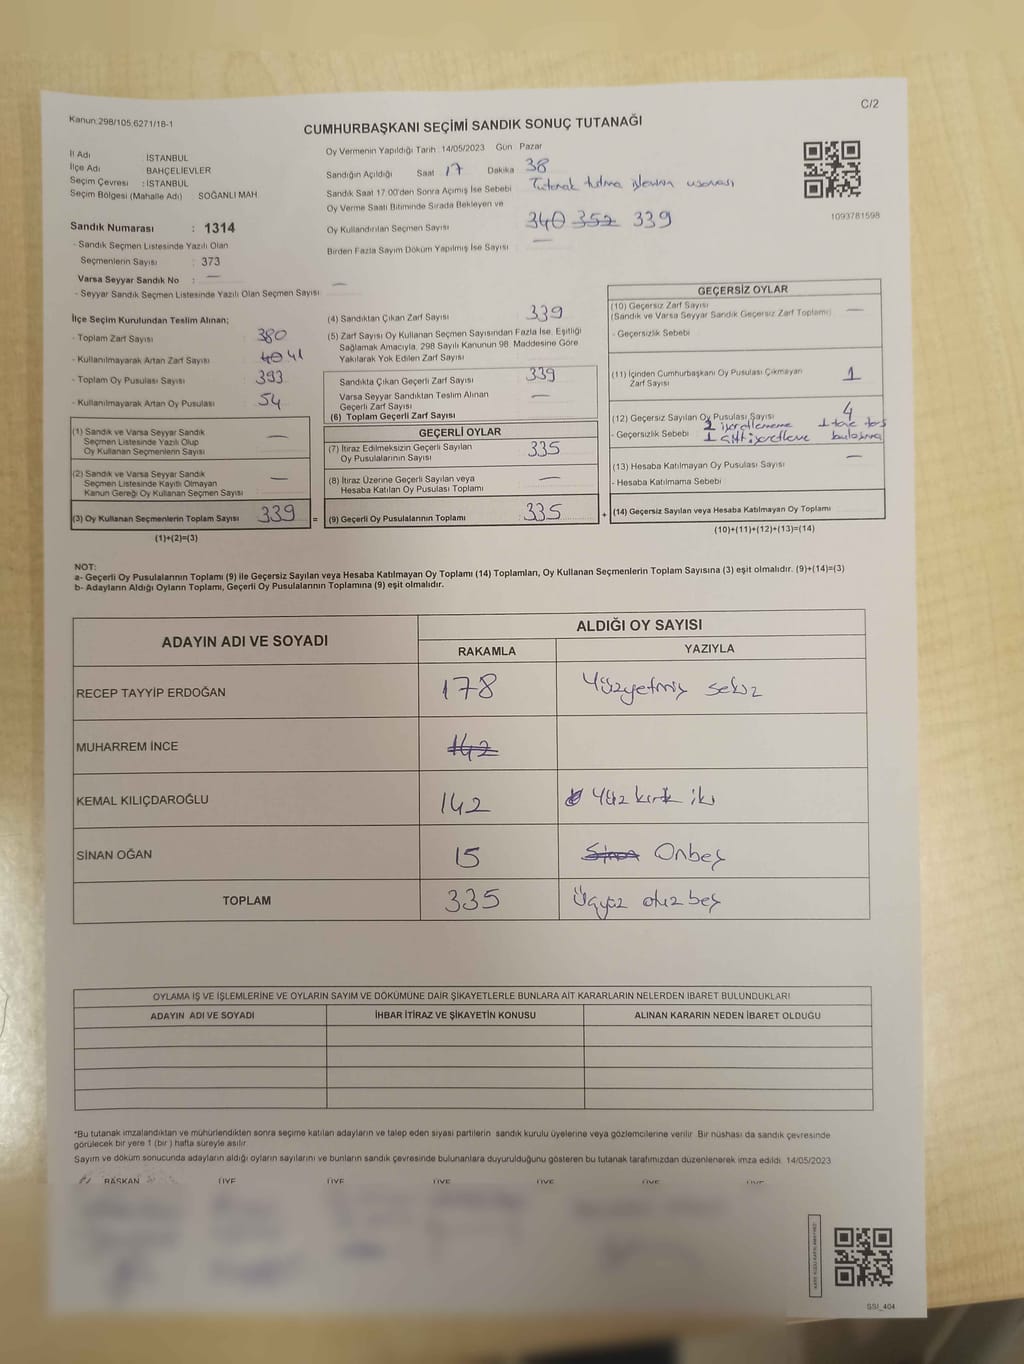 C/2
Kanun:298/105,6271/18-1
CUMHURBAŞKANI SEÇİMİ SANDIK SONUÇ TUTANAĞI
İl Adı İSTANBUL
İlçe Adı BAHÇELİEVLER
Seçim Çevresi : İSTANBUL
Seçim Bölgesi (Mahalle Adı) SOĞANLI MAH
Sandık Numarası : 1314
- Sandık Seçmen Listesinde Yazılı Olan
Seçmenlerin Sayısı : 373
Varsa Seyyar Sandık No : —
- Seyyar Sandık Seçmen Listesinde Yazılı Olan Seçmen Sayısı —
Oy Vermenin Yapıldığı Tarih 14/05/2023 Gün Pazar
Sandığın Açıldığı Saat 17 Dakika 38
Sandık Saat 17:00'den Sonra Açımış İse Sebebi Tutanak tutma
Oy Verme Saati Bitiminde Sırada Bekleyen ve
Oy Kullandırılan Seçmen Sayısı 340 352 339
Birden Fazla Sayım Döküm Yapılmış İse Sayısı —
1093781598
İlçe Seçim Kurulundan Teslim Alınan;
- Toplam Zarf Sayısı 380
- Kullanılmayarak Artan Zarf Sayısı 40 41
- Toplam Oy Pusulası Sayısı 393
- Kullanılmayarak Artan Oy Pusulası 54
(1) Sandık ve Varsa Seyyar Sandık
Seçmen Listesinde Yazılı Olup
Oy Kullanan Seçmenlerin Sayısı —
(2) Sandık ve Varsa Seyyar Sandık
Seçmen Listesinde Kayıtlı Olmayan
Kanun Gereği Oy Kullanan Seçmen Sayısı —
(3) Oy Kullanan Seçmenlerin Toplam Sayısı 339 =
(1)+(2)=(3)
(4) Sandıktan Çıkan Zarf Sayısı 339
(5) Zarf Sayısı Oy Kullanan Seçmen Sayısından Fazla İse, Eşitliği
Sağlamak Amacıyla, 298 Sayılı Kanunun 98. Maddesine Göre
Yakılarak Yok Edilen Zarf Sayısı
Sandıkta Çıkan Geçerli Zarf Sayısı 339
Varsa Seyyar Sandıktan Teslim Alınan
Geçerli Zarf Sayısı —
(6) Toplam Geçerli Zarf Sayısı
GEÇERLİ OYLAR
(7) İtiraz Edilmeksizin Geçerli Sayılan
Oy Pusulalarının Sayısı 335
(8) İtiraz Üzerine Geçerli Sayılan veya
Hesaba Katılan Oy Pusulası Toplamı —
(9) Geçerli Oy Pusulalarının Toplamı 335 +
GEÇERSİZ OYLAR
(10) Geçersiz Zarf Sayısı
(Sandık ve Varsa Seyyar Sandık Geçersiz Zarf Toplamı) —
- Geçersizlik Sebebi
(11) İçinden Cumhurbaşkanı Oy Pusulası Çıkmayan
Zarf Sayısı 1
(12) Geçersiz Sayılan Oy Pusulası Sayısı 4
- Geçersizlik Sebebi
(13) Hesaba Katılmayan Oy Pusulası Sayısı —
- Hesaba Katılmama Sebebi
(14) Geçersiz Sayılan veya Hesaba Katılmayan Oy Toplamı
(10)+(11)+(12)+(13)=(14)
NOT:
a- Geçerli Oy Pusulalarının Toplamı (9) ile Geçersiz Sayılan veya Hesaba Katılmayan Oy Toplamı (14) Toplamları, Oy Kullanan Seçmenlerin Toplam Sayısına (3) eşit olmalıdır. (9)+(14)=(3)
b- Adayların Aldığı Oyların Toplamı, Geçerli Oy Pusulalarının Toplamına (9) eşit olmalıdır.
ADAYIN ADI VE SOYADI
ALDIĞI OY SAYISI
RAKAMLA YAZIYLA
RECEP TAYYİP ERDOĞAN 178 Yüzyetmiş sekiz
MUHARREM İNCE 142
KEMAL KILIÇDAROĞLU 142 Yüz kırk iki
SİNAN OĞAN 15 Sinan Onbeş
TOPLAM 335 Üçyüz otuz beş
OYLAMA İŞ VE İŞLEMLERİNE VE OYLARIN SAYIM VE DÖKÜMÜNE DAİR ŞİKAYETLERLE BUNLARA AİT KARARLARIN NELERDEN İBARET BULUNDUKLARI
ADAYIN ADI VE SOYADI İHBAR İTİRAZ VE ŞİKAYETİN KONUSU ALINAN KARARIN NEDEN İBARET OLDUĞU
*Bu tutanak imzalandıktan ve mühürlendikten sonra seçime katılan adayların ve talep eden siyasi partilerin sandık kurulu üyelerine veya gözlemcilerine verilir. Bir nüshası da sandık çevresinde
görülecek bir yere 1 (bir ) hafta süreyle asılır
Sayım ve döküm sonucunda adayların aldığı oyların sayılarını ve bunların sandık çevresinde bulunanlara duyurulduğunu gösteren bu tutanak tarafımızdan düzenlenerek imza edildi. 14/05/2023
BAŞKAN ÜYE ÜYE ÜYE ÜYE ÜYE ÜYE
SSI_404